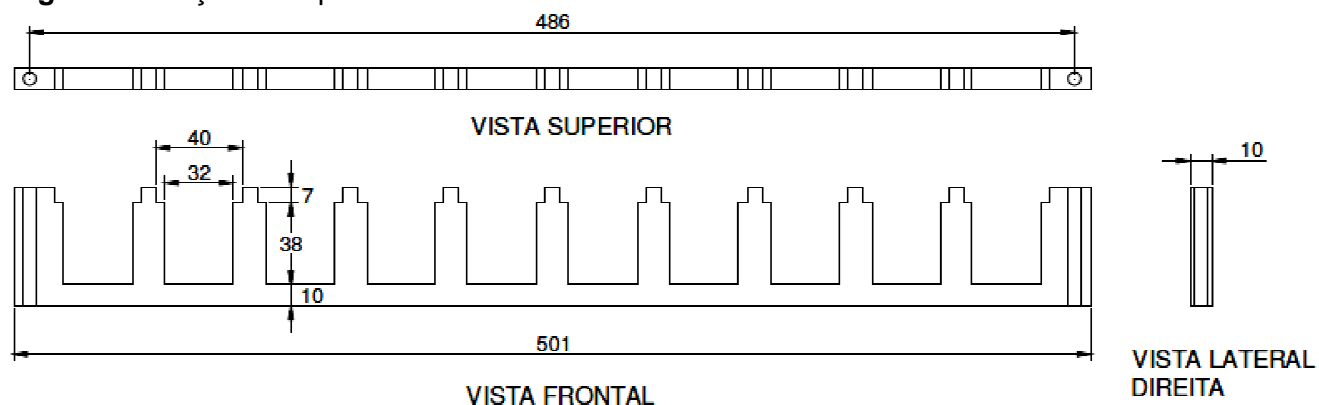 486
VISTA SUPERIOR
40
32
7
38
10
10
501
VISTA FRONTAL
VISTA LATERAL
DIREITA